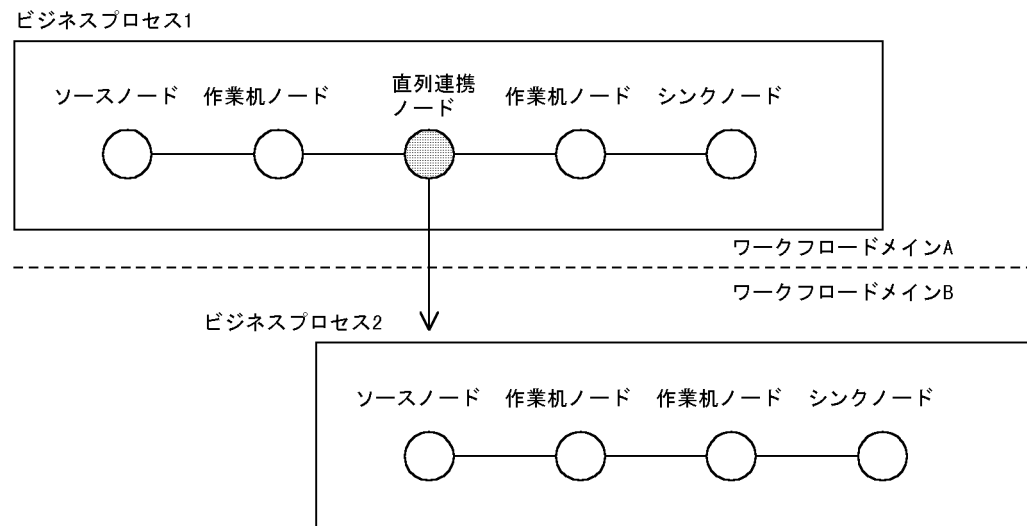 ビジネスプロセス1
ソースノード
作業机ノード
直列連携
ノード
作業机ノード
シンクノード
ワークフロードメインA
ワークフロードメインB
ビジネスプロセス2
ソースノード
作業机ノード
作業机ノード
シンクノード